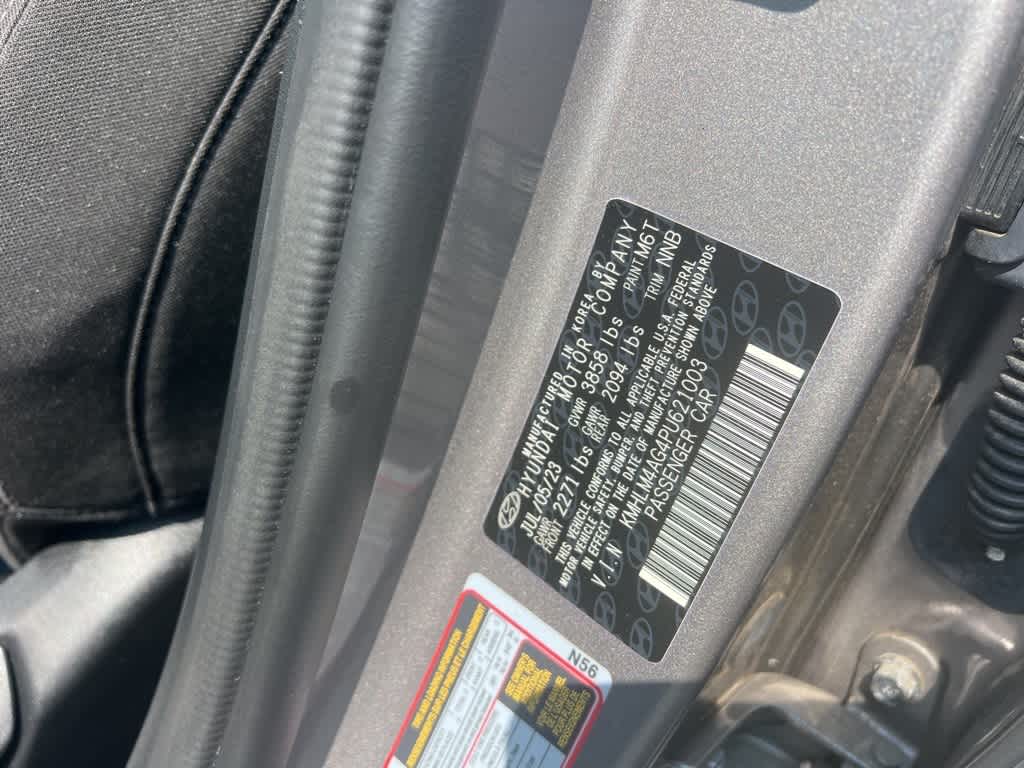 MANUFACTURED IN KOREA BY
HYUNDAI MOTOR COMPANY
JUL/05/23 GVWR 3858 lbs PAINT M6T
GAWR FRONT 2271 lbs GAWR REAR 2094 lbs TRIM NNB
THIS VEHICLE CONFORMS TO ALL APPLICABLE U.S.A. FEDERAL
MOTOR VEHICLE SAFETY, BUMPER, AND THEFT PREVENTION STANDARDS
IN EFFECT ON THE DATE OF MANUFACTURE SHOWN ABOVE
V.I.N KMHLM4AGAPU621003
PASSENGER CAR
N56